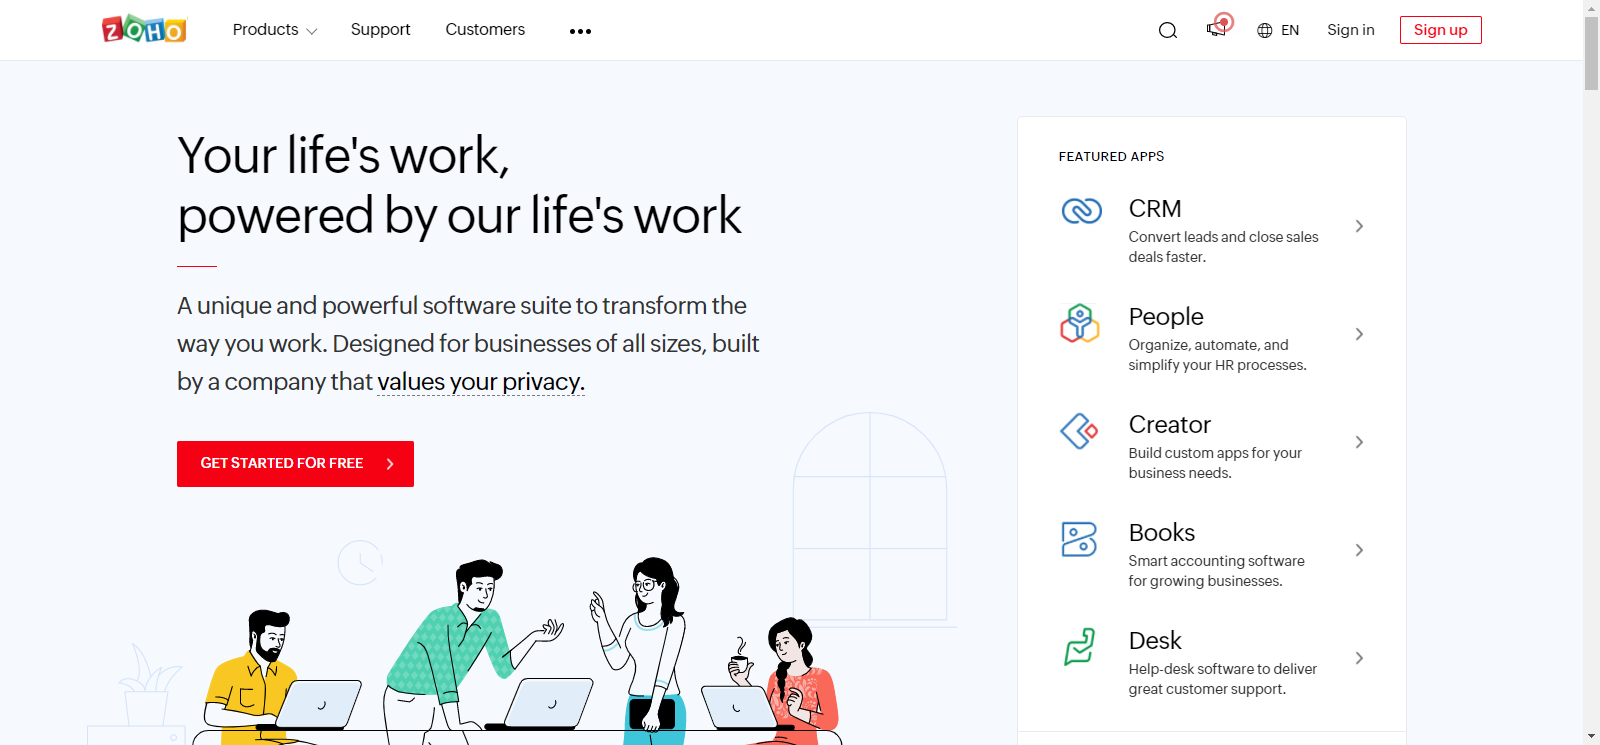 ZOHO
Products
Support
Customers
EN
Sign in
Sign up
Your life's work,
powered by our life's work
A unique and powerful software suite to transform the
way you work. Designed for businesses of all sizes, built
by a company that values your privacy.
GET STARTED FOR FREE
FEATURED APPS
CRM
Convert leads and close sales
deals faster.
People
Organize, automate, and
simplify your HR processes.
Creator
Build custom apps for your
business needs.
Books
Smart accounting software
for growing businesses.
Desk
Help-desk software to deliver
great customer support.